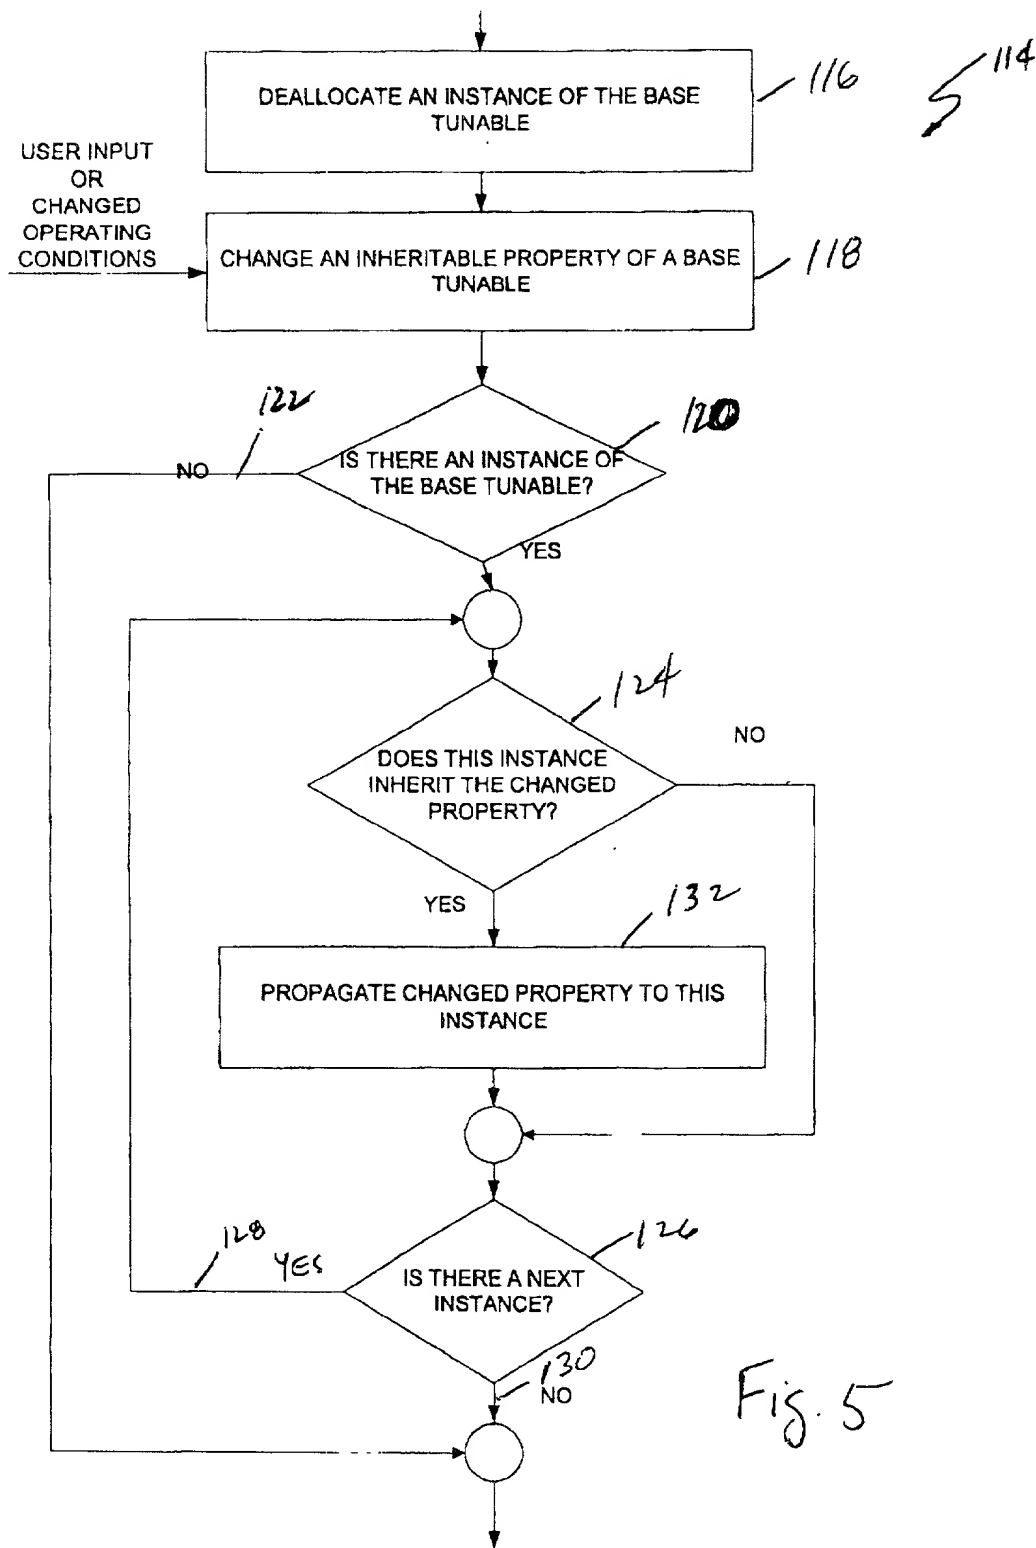 114
116
DEALLOCATE AN INSTANCE OF THE BASE
TUNABLE
USER INPUT
OR
CHANGED
OPERATING
CONDITIONS
118
CHANGE AN INHERITABLE PROPERTY OF A BASE
TUNABLE
122
120
NO
IS THERE AN INSTANCE OF
THE BASE TUNABLE?
YES
124
NO
DOES THIS INSTANCE
INHERIT THE CHANGED
PROPERTY?
YES
132
PROPAGATE CHANGED PROPERTY TO THIS
INSTANCE
128
YES
126
IS THERE A NEXT
INSTANCE?
130
NO
Fig. 5